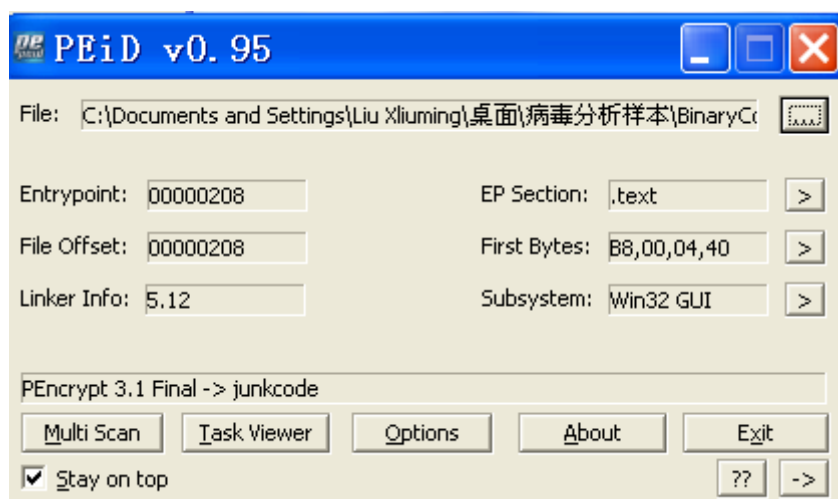 PEiD v0.95
File: C:\Documents and Settings\Liu Xliuming\桌面\病毒分析样本\BinaryCo ...
Entrypoint: 00000208 EP Section: .text >
File Offset: 00000208 First Bytes: B8,00,04,40 >
Linker Info: 5.12 Subsystem: Win32 GUI >
PEncrypt 3.1 Final -> junkcode
Multi Scan Task Viewer Options About Exit
Stay on top ?? ->